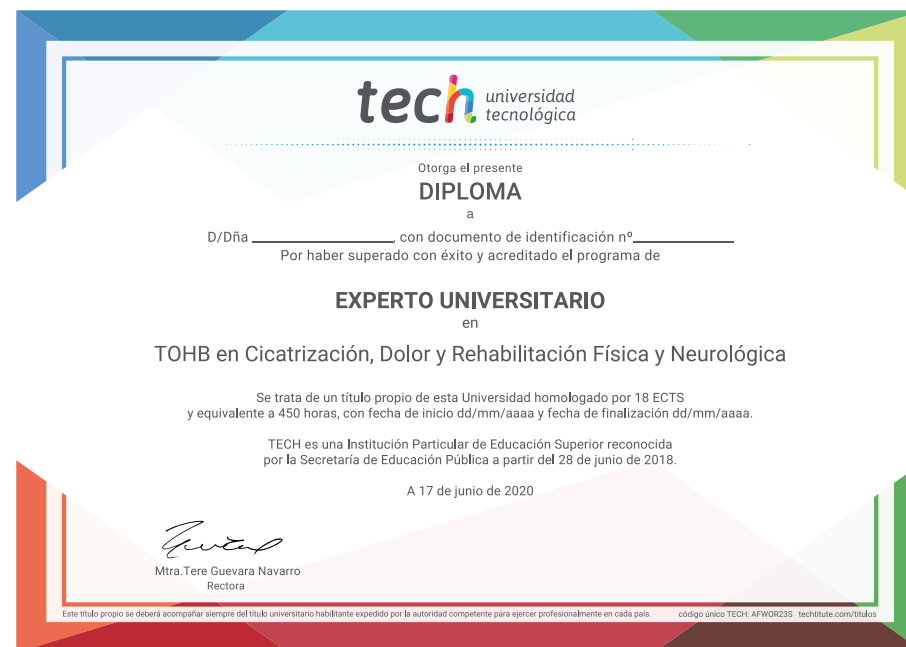 tech universidad
tecnológica
Otorga el presente
DIPLOMA
a
D/Dña ____________________, con documento de identificación nº______________
Por haber superado con éxito y acreditado el programa de
EXPERTO UNIVERSITARIO
en
TOHB en Cicatrización, Dolor y Rehabilitación Física y Neurológica
Se trata de un título propio de esta Universidad homologado por 18 ECTS
y equivalente a 450 horas, con fecha de inicio dd/mm/aaaa y fecha de finalización dd/mm/aaaa.
TECH es una Institución Particular de Educación Superior reconocida
por la Secretaría de Educación Pública a partir del 28 de junio de 2018.
A 17 de junio de 2020
Mtra.Tere Guevara Navarro
Rectora
Este título propio se deberá acompañar siempre del título universitario habilitante expedido por la autoridad competente para ejercer profesionalmente en cada país. código único TECH: AFWOR23S techtitute.com/titulos